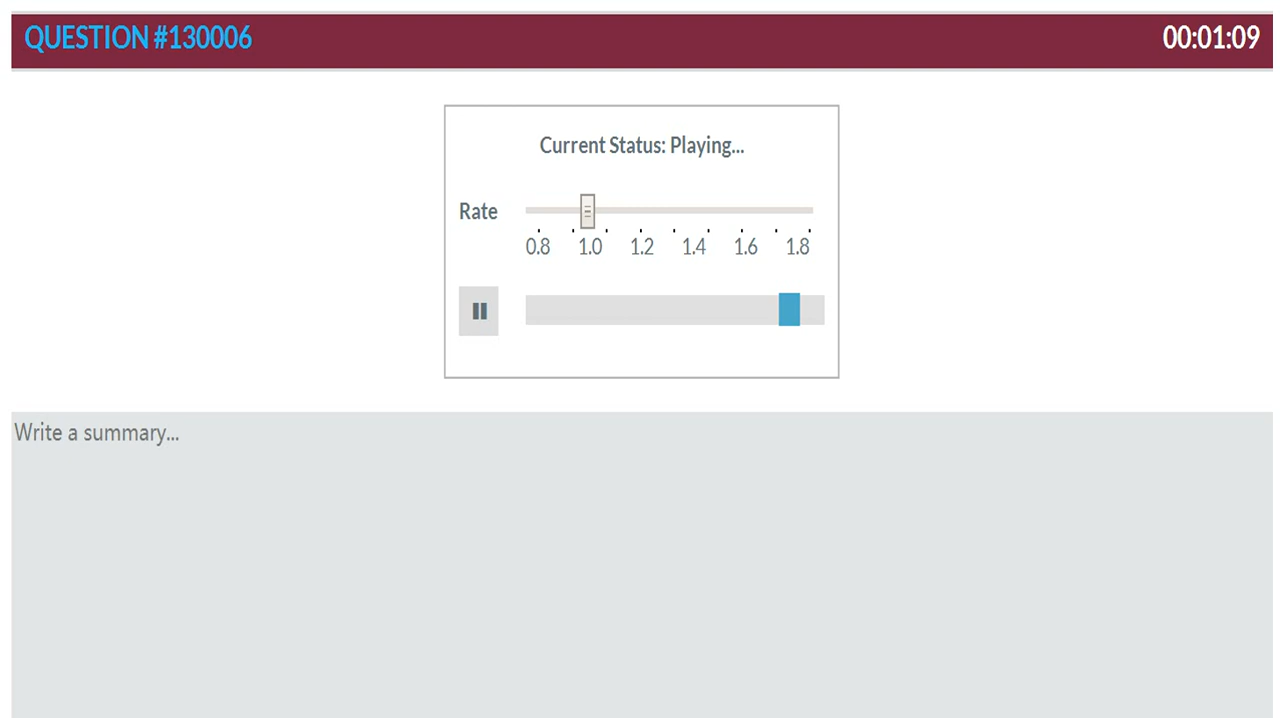 QUESTION #130006
00:01:09
Current Status: Playing...
Rate
0.8 1.0 1.2 1.4 1.6 1.8
Write a summary...